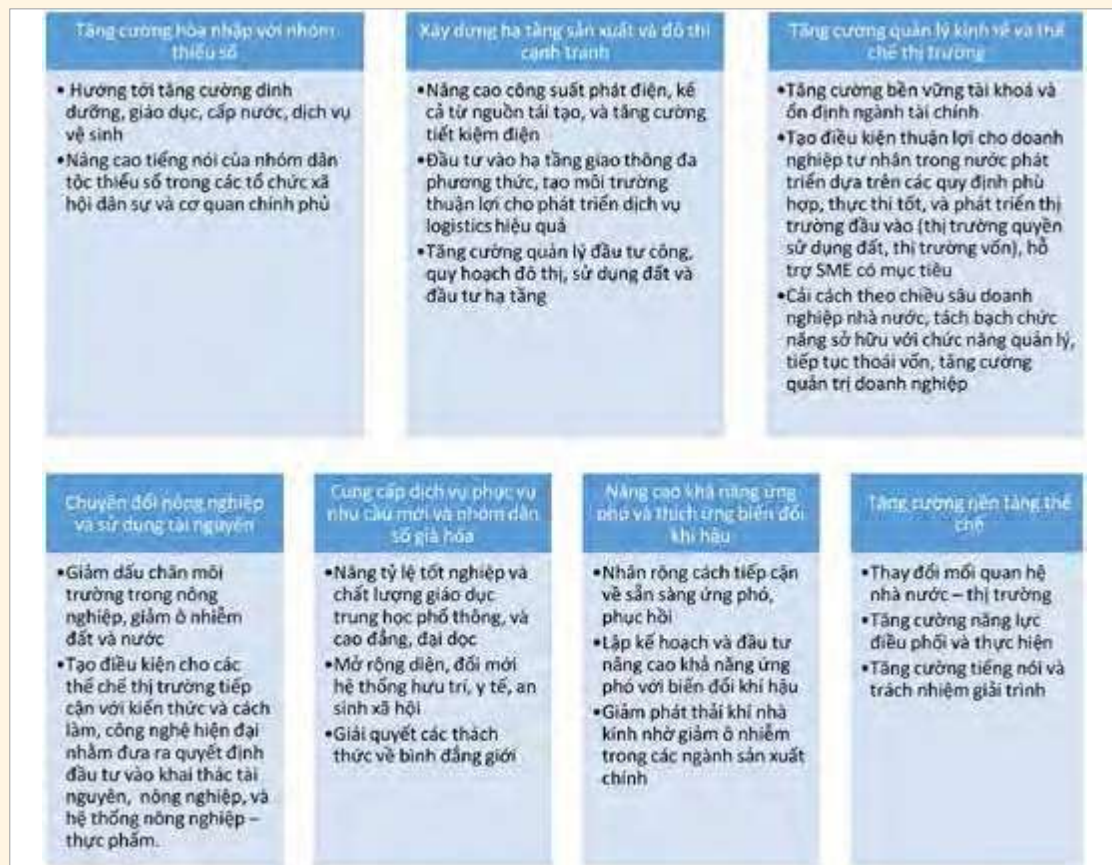 Tăng cường hòa nhập với nhóm
thiểu số
• Hướng tới tăng cường dinh
dưỡng, giáo dục, cấp nước, dịch vụ
vệ sinh
•Nâng cao tiếng nói của nhóm dân
tộc thiểu số trong các tổ chức xã
hội dân sự và cơ quan chính phủ
Xây dựng hạ tầng sản xuất và đô thị
cạnh tranh
•Nâng cao công suất phát điện, kể
cả từ nguồn tái tạo, và tăng cường
tiết kiệm điện
•Đầu tư vào hạ tầng giao thông đa
phương thức, tạo môi trường
thuận lợi cho phát triển dịch vụ
logistics hiệu quả
•Tăng cường quản lý đầu tư công,
quy hoạch đô thị, sử dụng đất và
đầu tư hạ tầng
Tăng cường quản lý kinh tế và thể
chế thị trường
•Tăng cường bền vững tài khoá và
ổn định ngành tài chính
•Tạo điều kiện thuận lợi cho doanh
nghiệp tư nhân trong nước phát
triển dựa trên các quy định phù
hợp, thực thi tốt, và phát triển thị
trường đầu vào (thị trường quyền
sử dụng đất, thị trường vốn), hỗ
trợ SME có mục tiêu
•Cải cách theo chiều sâu doanh
nghiệp nhà nước, tách bạch chức
năng sở hữu với chức năng quản lý,
tiếp tục thoái vốn, tăng cường
quản trị doanh nghiệp
Chuyển đổi nông nghiệp
và sử dụng tài nguyên
•Giảm dấu chân môi
trường trong nông
nghiệp, giảm ô nhiễm
đất và nước
•Tạo điều kiện cho các
thể chế thị trường tiếp
cận với kiến thức và cách
làm, công nghệ hiện đại
nhằm đưa ra quyết định
đầu tư vào khai thác tài
nguyên, nông nghiệp, và
hệ thống nông nghiệp –
thực phẩm.
Cung cấp dịch vụ phục vụ
nhu cầu mới và nhóm dân
số già hóa
•Nâng tỷ lệ tốt nghiệp và
chất lượng giáo dục
trung học phổ thông, và
cao đẳng, đại dọc
•Mở rộng diện, đổi mới
hệ thống hưu trí, y tế, an
sinh xã hội
•Giải quyết các thách
thức về bình đẳng giới
Nâng cao khả năng ứng
phó và thích ứng biến đổi
khí hậu
•Nhân rộng cách tiếp cận
về sẵn sàng ứng phó,
phục hồi
•Lập kế hoạch và đầu tư
nâng cao khả năng ứng
phó với biến đổi khí hậu
•Giảm phát thải khí nhà
kính nhờ giảm ô nhiễm
trong các ngành sản xuất
chính
Tăng cường nền tảng thể
chế
•Thay đổi mối quan hệ
nhà nước – thị trường
•Tăng cường năng lực
điều phối và thực hiện
•Tăng cường tiếng nói và
trách nhiệm giải trình